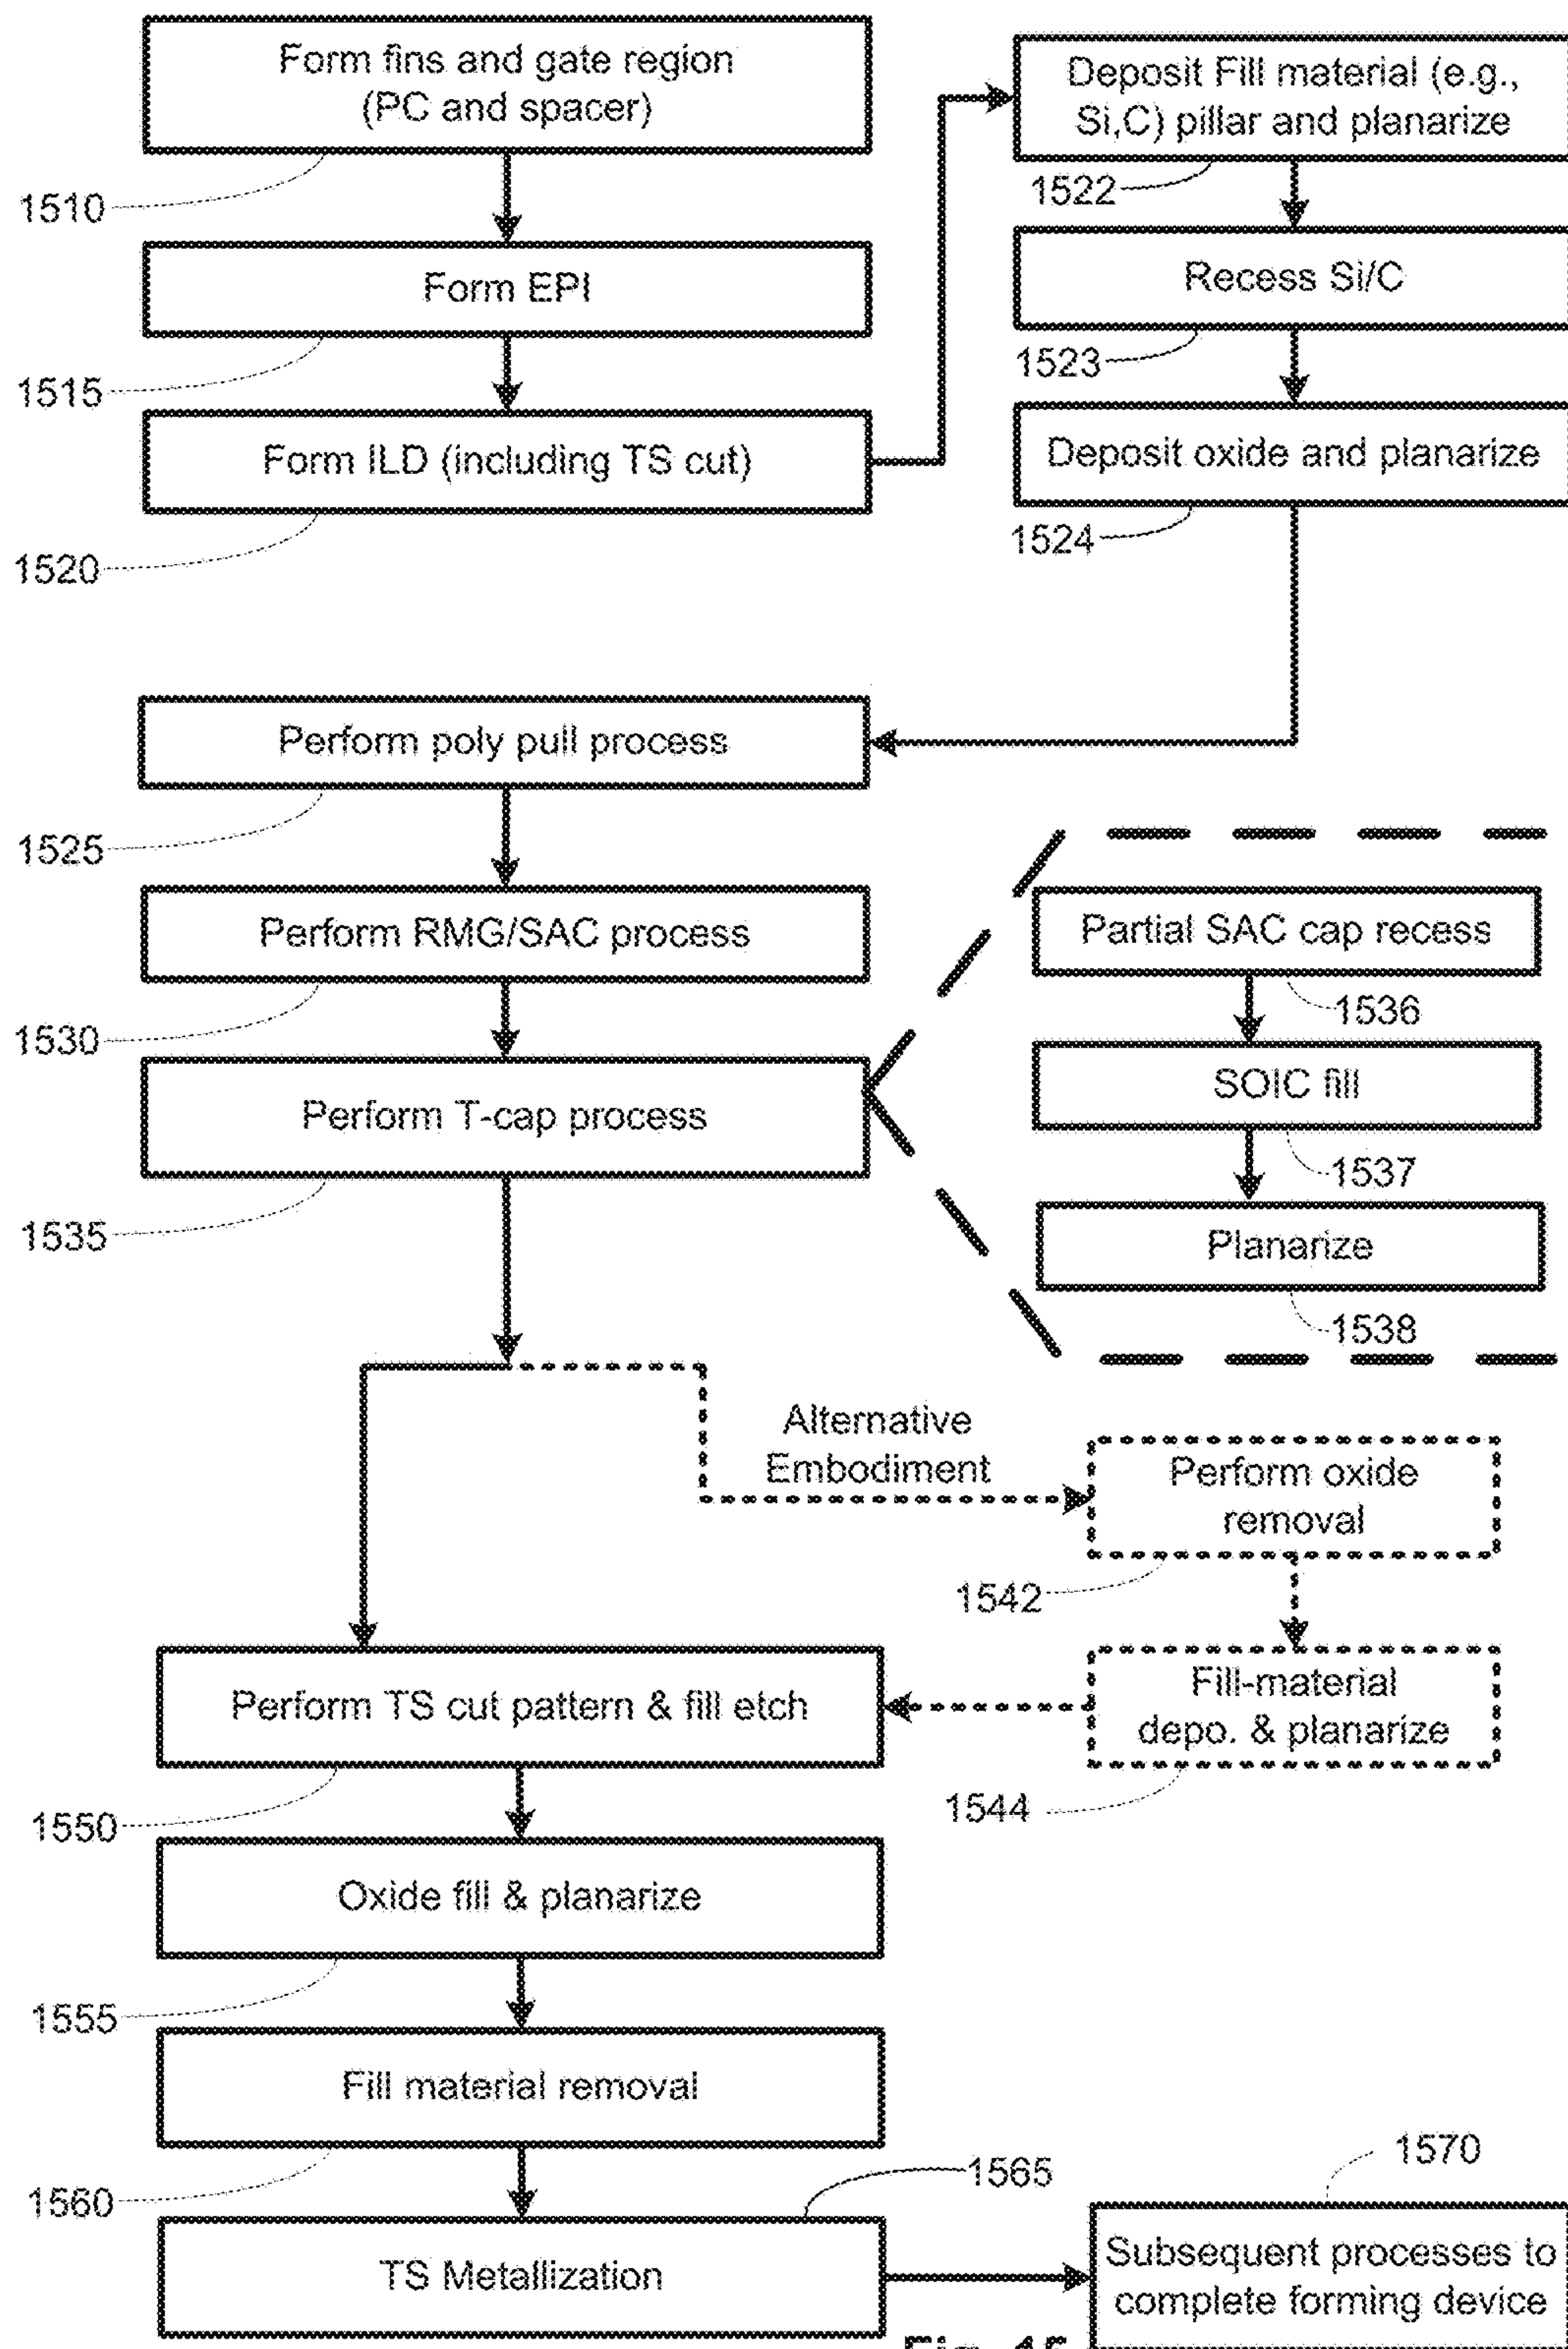 Form fins and gate region
(PC and spacer)
1510
Form EPI
1515
Form ILD (including TS cut)
1520
Deposit Fill material (e.g.,
Si,C) pillar and planarize
1522
Recess Si/C
1523
Deposit oxide and planarize
1524
Perform poly pull process
1525
Perform RMG/SAC process
1530
Perform T-cap process
1535
Partial SAC cap recess
1536
SOIC fill
1537
Planarize
1538
Alternative
Embodiment
Perform oxide
removal
1542
Fill-material
depo. & planarize
1544
Perform TS cut pattern & fill etch
1550
Oxide fill & planarize
1555
Fill material removal
1560
TS Metallization
1565
Subsequent processes to
complete forming device
1570
Fig. 15